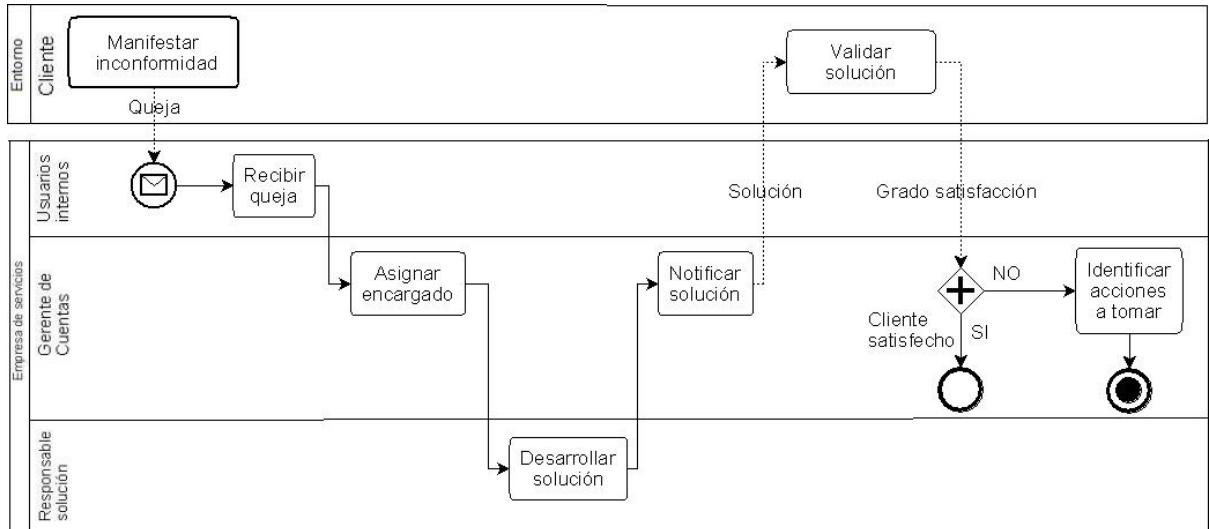 Entorno
Cliente
Manifestar
inconformidad
Queja
Validar
solución
Empresa de servicios
Usuarios
internos
Recibir
queja
Solución
Grado satisfacción
Gerente de
Cuentas
Asignar
encargado
Notificar
solución
NO
Identificar
acciones
a tomar
Cliente
satisfecho
SI
Responsable
solución
Desarrollar
solución